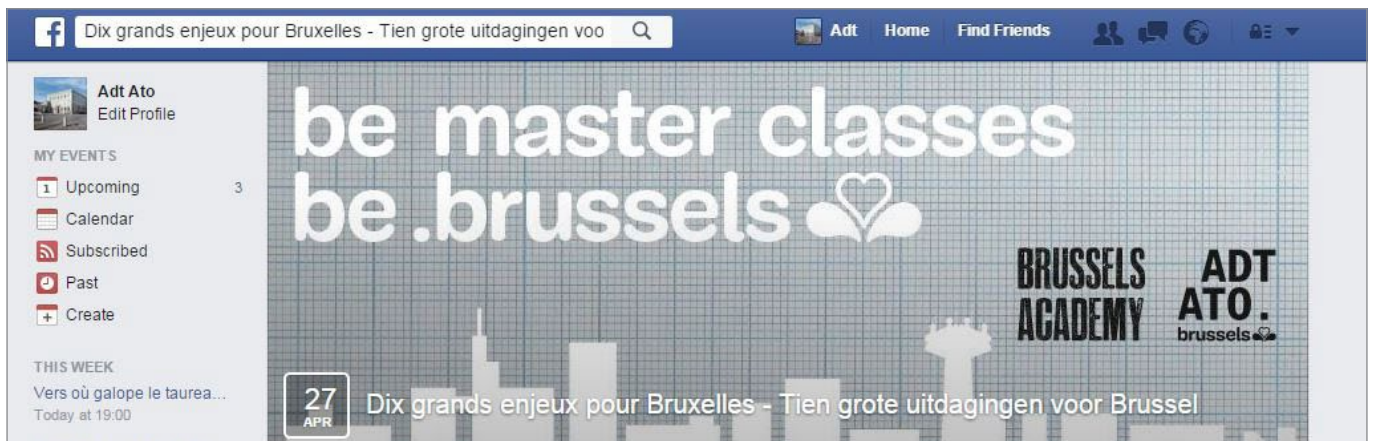 f Dix grands enjeux pour Bruxelles - Tien grote uitdagingen voo Adt Home Find Friends
Adt Ato
Edit Profile
MY EVENTS
1 Upcoming 3
Calendar
Subscribed
Past
Create
THIS WEEK
Vers où galope le taurea...
Today at 19:00
be master classes
be.brussels
BRUSSELS
ACADEMY
ADT
ATO.
brussels
27
APR
Dix grands enjeux pour Bruxelles - Tien grote uitdagingen voor Brussel